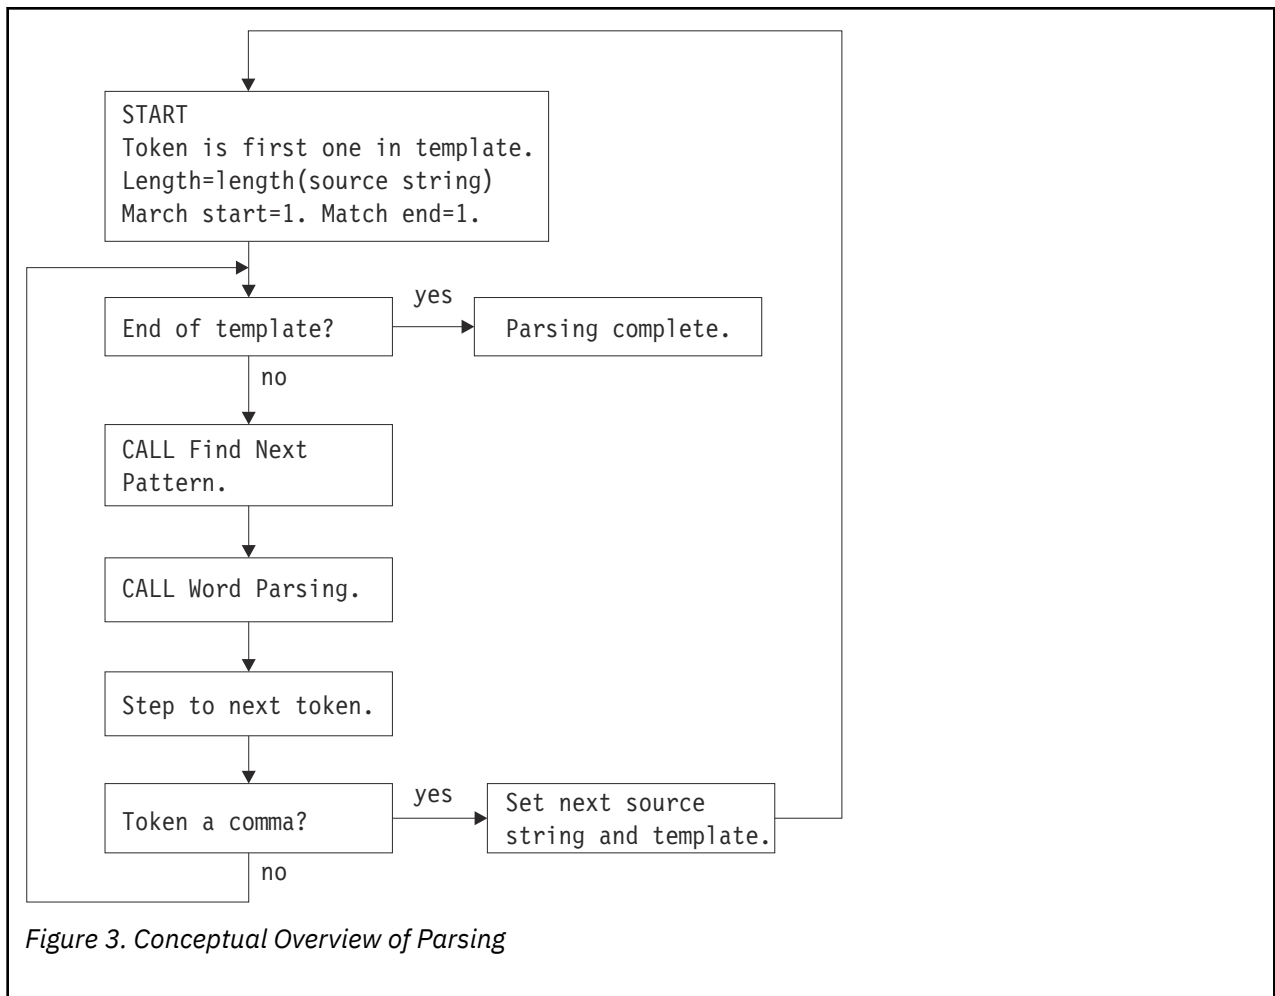 START
Token is first one in template.
Length=length(source string)
March start=1. Match end=1.
yes
End of template?
Parsing complete.
no
CALL Find Next
Pattern.
CALL Word Parsing.
Step to next token.
yes
Token a comma?
Set next source
string and template.
no
Figure 3. Conceptual Overview of Parsing